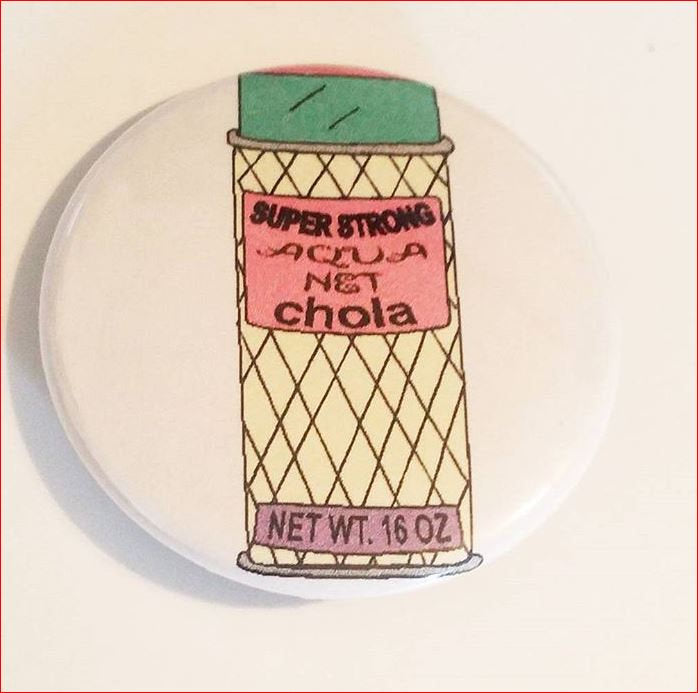 SUPER STRONG
AQUA
NET
chola
NET WT. 16 OZ